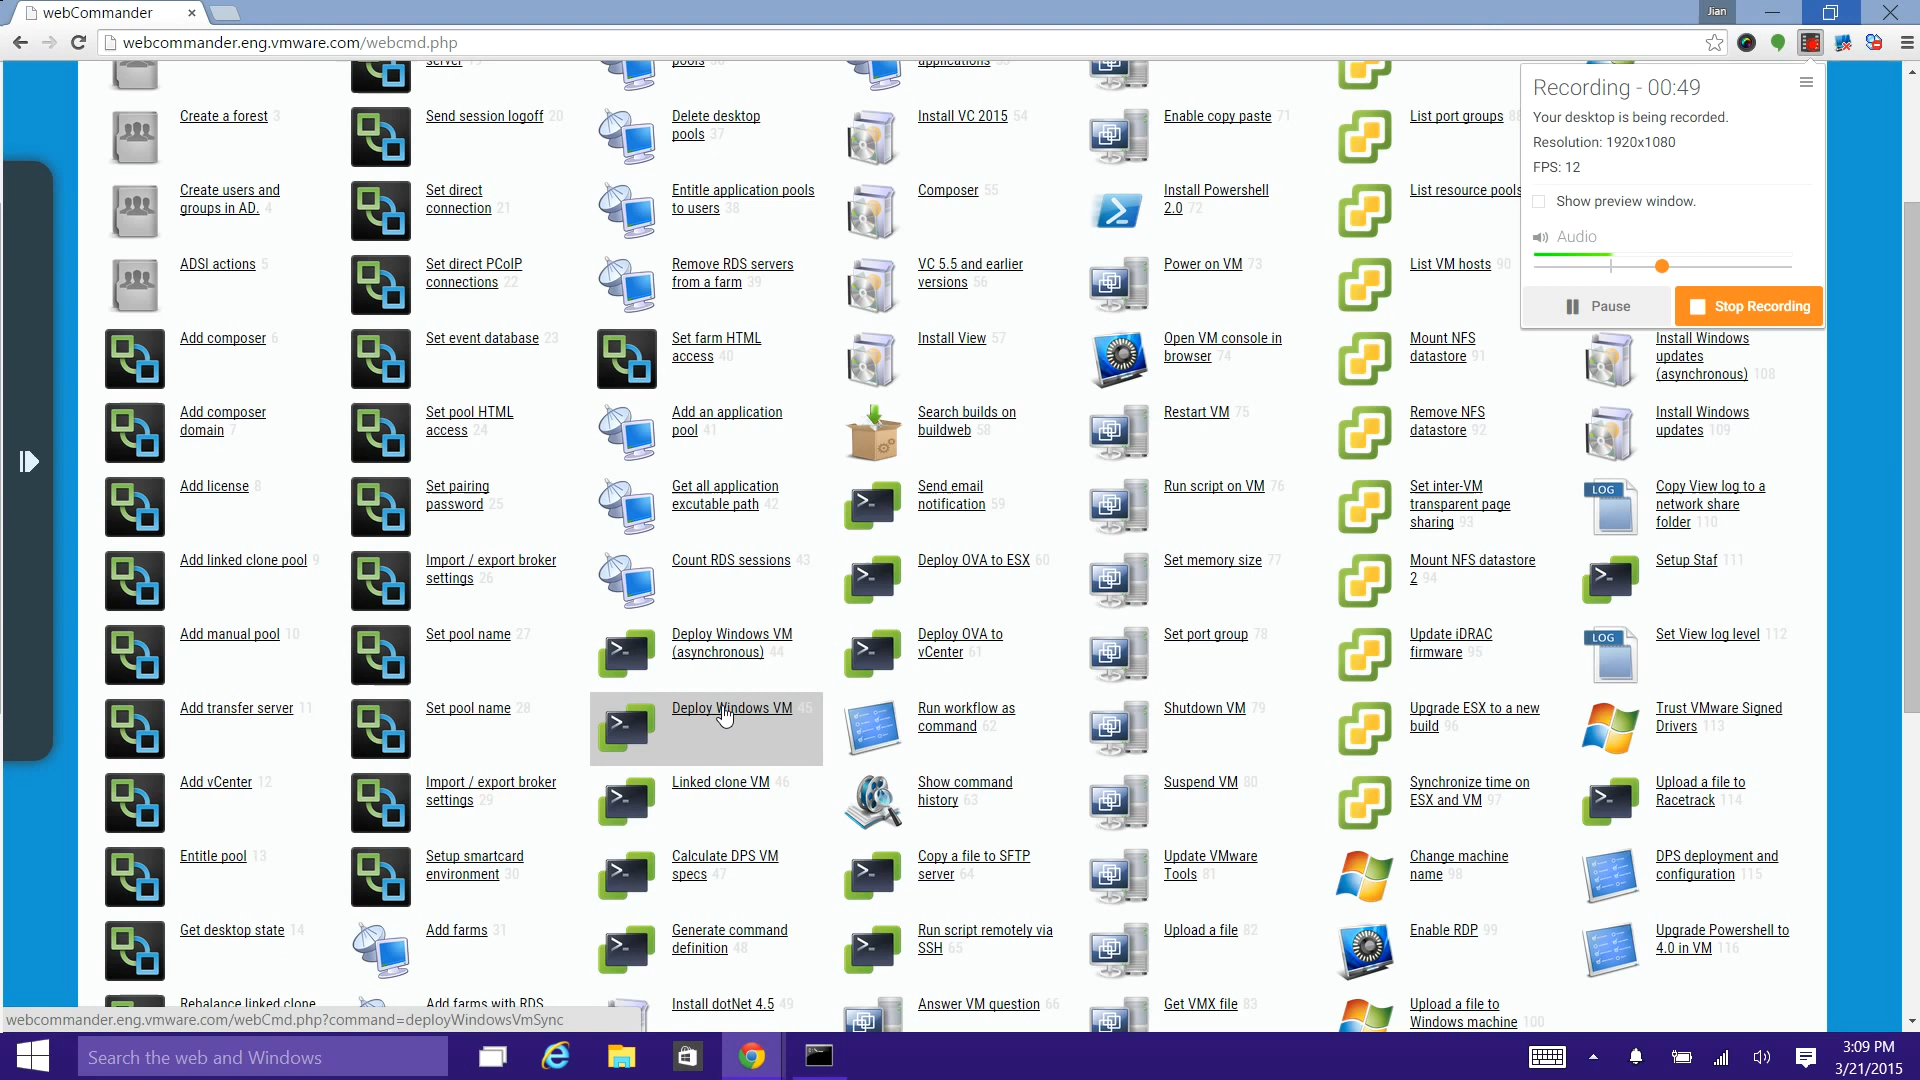 webCommander
Jian
webcommander.eng.vmware.com/webcmd.php
server 19
pools 36
applications 53
Create a forest 3
Send session logoff 20
Delete desktop
pools 37
Install VC 2015 54
Enable copy paste 71
List port groups 88
Create users and
groups in AD. 4
Set direct
connection 21
Entitle application pools
to users 38
Composer 55
Install Powershell
2.0 72
List resource pools
ADSI actions 5
Set direct PCoIP
connections 22
Remove RDS servers
from a farm 39
VC 5.5 and earlier
versions 56
Power on VM 73
List VM hosts 90
Add composer 6
Set event database 23
Set farm HTML
access 40
Install View 57
Open VM console in
browser 74
Mount NFS
datastore 91
Install Windows
updates
(asynchronous) 108
Add composer
domain 7
Set pool HTML
access 24
Add an application
pool 41
Search builds on
buildweb 58
Restart VM 75
Remove NFS
datastore 92
Install Windows
updates 109
Add license 8
Set pairing
password 25
Get all application
excutable path 42
Send email
notification 59
Run script on VM 76
Set inter-VM
transparent page
sharing 93
LOG
Copy View log to a
network share
folder 110
Add linked clone pool 9
Import / export broker
settings 26
Count RDS sessions 43
Deploy OVA to ESX 60
Set memory size 77
Mount NFS datastore
2 94
Setup Staf 111
Add manual pool 10
Set pool name 27
Deploy Windows VM
(asynchronous) 44
Deploy OVA to
vCenter 61
Set port group 78
Update iDRAC
firmware 95
LOG
Set View log level 112
Add transfer server 11
Set pool name 28
Deploy Windows VM 45
Run workflow as
command 62
Shutdown VM 79
Upgrade ESX to a new
build 96
Trust VMware Signed
Drivers 113
Add vCenter 12
Import / export broker
settings 29
Linked clone VM 46
Show command
history 63
Suspend VM 80
Synchronize time on
ESX and VM 97
Upload a file to
Racetrack 114
Entitle pool 13
Setup smartcard
environment 30
Calculate DPS VM
specs 47
Copy a file to SFTP
server 64
Update VMware
Tools 81
Change machine
name 98
DPS deployment and
configuration 115
Get desktop state 14
Add farms 31
Generate command
definition 48
Run script remotely via
SSH 65
Upload a file 82
Enable RDP 99
Upgrade Powershell to
4.0 in VM 116
Rebalance linked clone
Add farms with RDS
Install dotNet 4.5 49
Answer VM question 66
Get VMX file 83
Upload a file to
Windows machine 100
Recording - 00:49
Your desktop is being recorded.
Resolution: 1920x1080
FPS: 12
Show preview window.
Audio
Pause
Stop Recording
webcommander.eng.vmware.com/webCmd.php?command=deployWindowsVmSync
Search the web and Windows
3:09 PM
3/21/2015